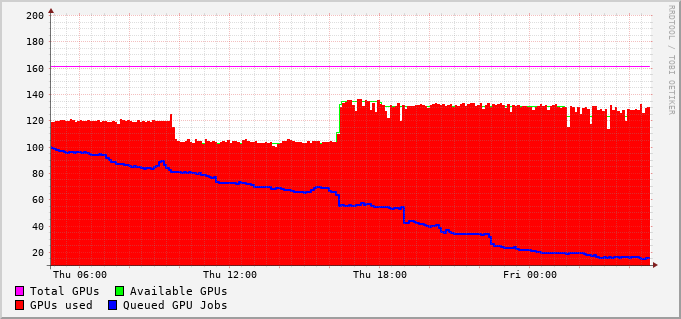 200
180
160
140
120
100
80
60
40
20
Thu 06:00 Thu 12:00 Thu 18:00 Fri 00:00
Total GPUs Available GPUs
GPUs used Queued GPU Jobs
RRDTOOL / TOBI OETIKER